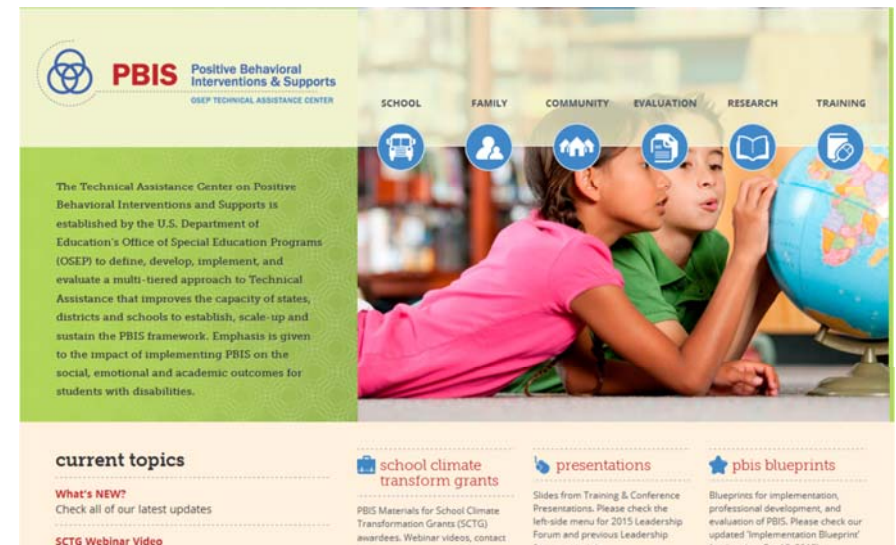 PBIS
Positive Behavioral
Interventions & Supports
OSEP TECHNICAL ASSISTANCE CENTER
SCHOOL
FAMILY
COMMUNITY
EVALUATION
RESEARCH
TRAINING
The Technical Assistance Center on Positive
Behavioral Interventions and Supports is
established by the U.S. Department of
Education's Office of Special Education Programs
(OSEP) to define, develop, implement, and
evaluate a multi-tiered approach to Technical
Assistance that improves the capacity of states,
districts and schools to establish, scale-up and
sustain the PBIS framework. Emphasis is given
to the impact of implementing PBIS on the
social, emotional and academic outcomes for
students with disabilities.
current topics
What's NEW?
Check all of our latest updates
SCTG Webinar Video
school climate
transform grants
PBIS Materials for School Climate
Transformation Grants (SCTG)
awardees. Webinar videos, contact
presentations
Slides from Training & Conference
Presentations. Please check the
left-side menu for 2015 Leadership
Forum and previous Leadership
pbis blueprints
Blueprints for implementation,
professional development, and
evaluation of PBIS. Please check our
updated 'Implementation Blueprint'